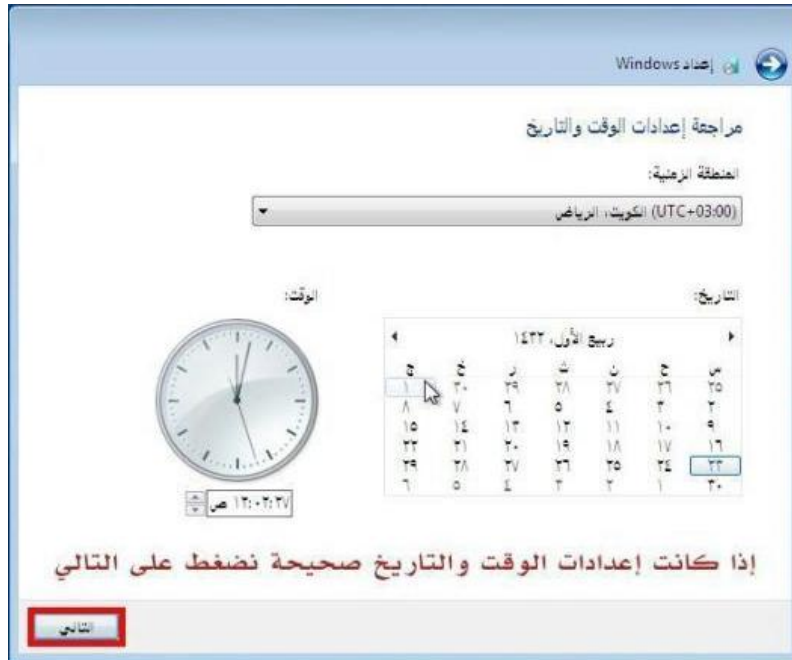 إعداد Windows
مراجعة إعدادات الوقت والتاريخ
المنطقة الزمنية:
(UTC+03:00) الكويت، الرياض
التاريخ:
ربيع الأول، ١٤٣٢
س ح ن ث ر خ ج
٢٥ ٢٦ ٢٧ ٢٨ ٢٩ ٣٠ ١
٢ ٣ ٤ ٥ ٦ ٧ ٨
٩ ١٠ ١١ ١٢ ١٣ ١٤ ١٥
١٦ ١٧ ١٨ ١٩ ٢٠ ٢١ ٢٢
٢٣ ٢٤ ٢٥ ٢٦ ٢٧ ٢٨ ٢٩
٣٠ ١ ٢ ٣ ٤ ٥ ٦
الوقت:
١٢:٠٢:٢٧ ص
إذا كانت إعدادات الوقت والتاريخ صحيحة نضغط على التالي
التالي